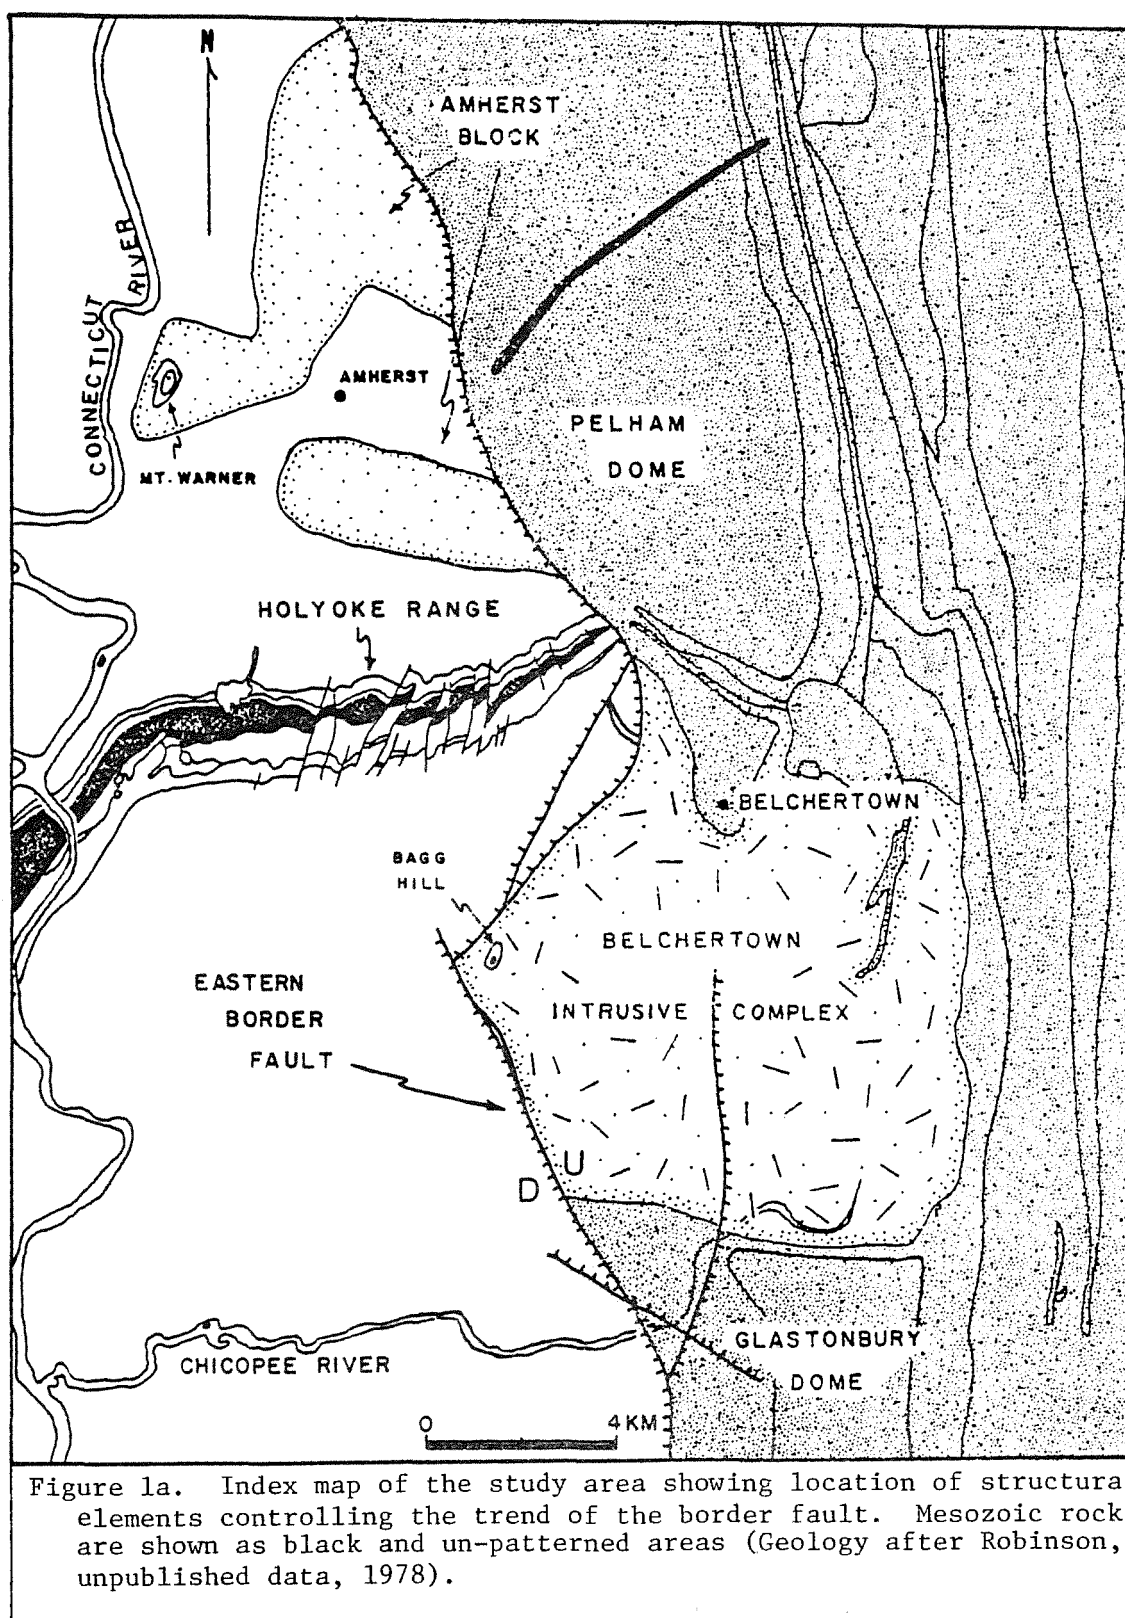 N
AMHERST
BLOCK
CONNECTICUT RIVER
AMHERST
MT. WARNER
PELHAM
DOME
HOLYOKE RANGE
BELCHERTOWN
BAGG
HILL
BELCHERTOWN
INTRUSIVE COMPLEX
EASTERN
BORDER
FAULT
U
D
GLASTONBURY
DOME
CHICOPEE RIVER
0 4 KM
Figure 1a. Index map of the study area showing location of structura
elements controlling the trend of the border fault. Mesozoic rock
are shown as black and un-patterned areas (Geology after Robinson,
unpublished data, 1978).